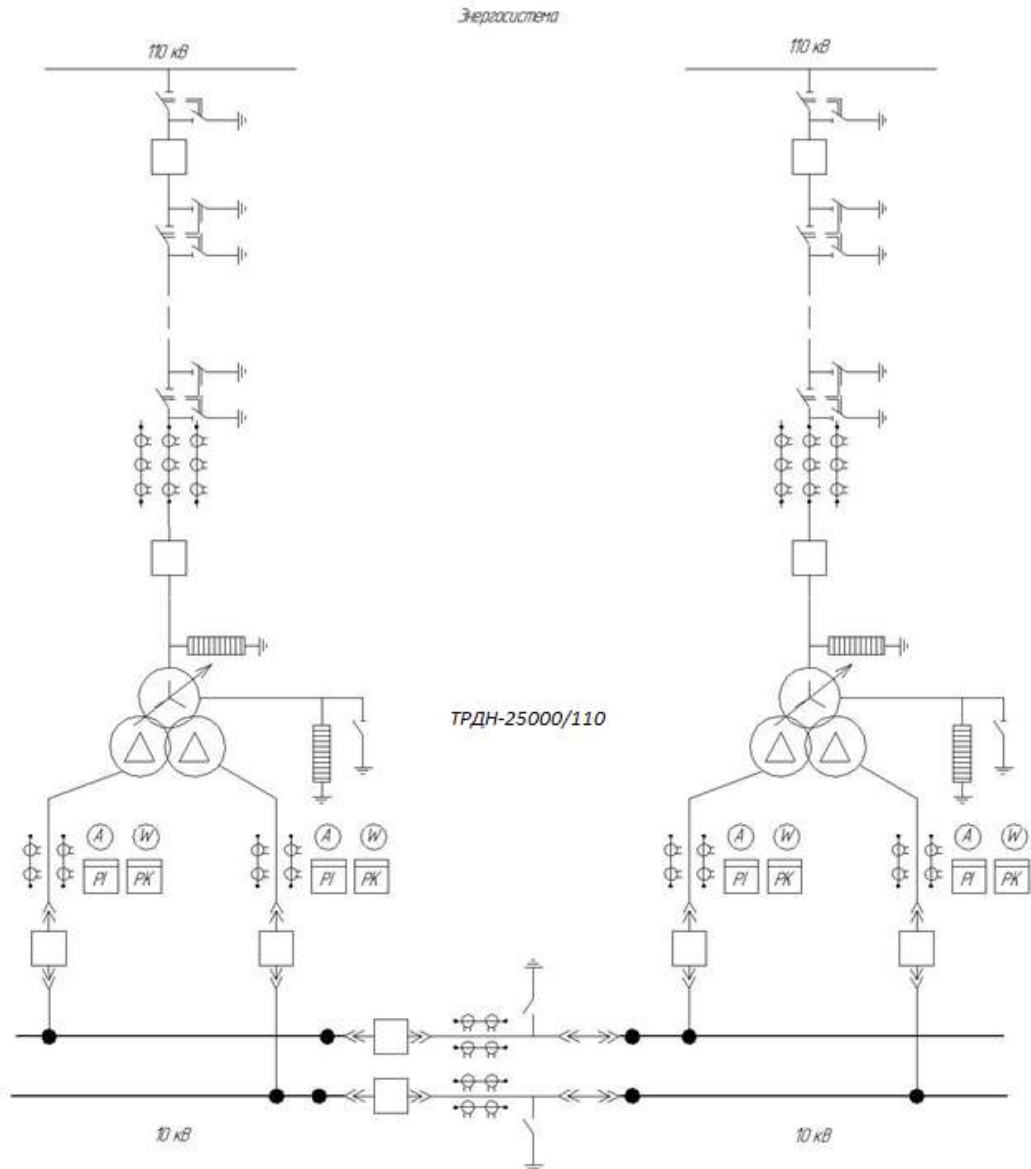 Энергосистема
110 кВ
110 кВ
ТРДН-25000/110
A W A W A W A W
PI PK PI PK PI PK PI PK
10 кВ
10 кВ